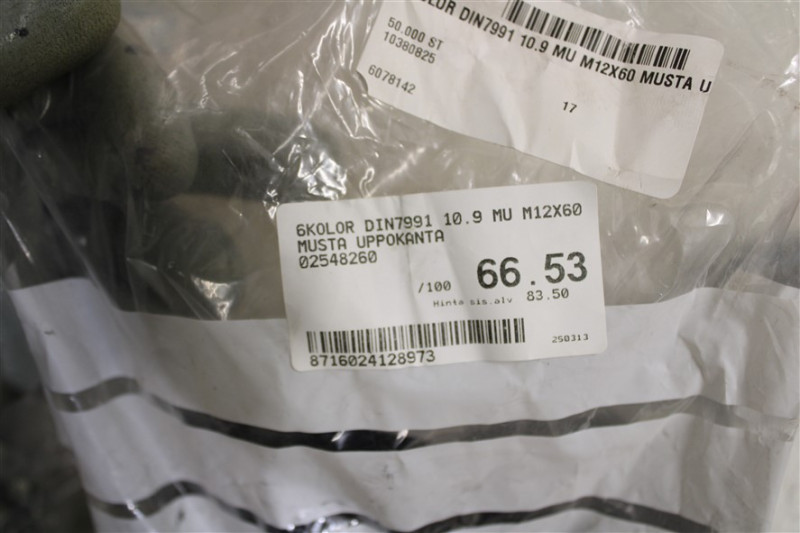 OLOR DIN7991 10.9 MU M12X60 MUSTA U
50.000 ST
10380825
6078142
17
6KOLOR DIN7991 10.9 MU M12X60
MUSTA UPPOKANTA
02548260
/100 66.53
Hinta sis.alv 83.50
8716024128973
250313